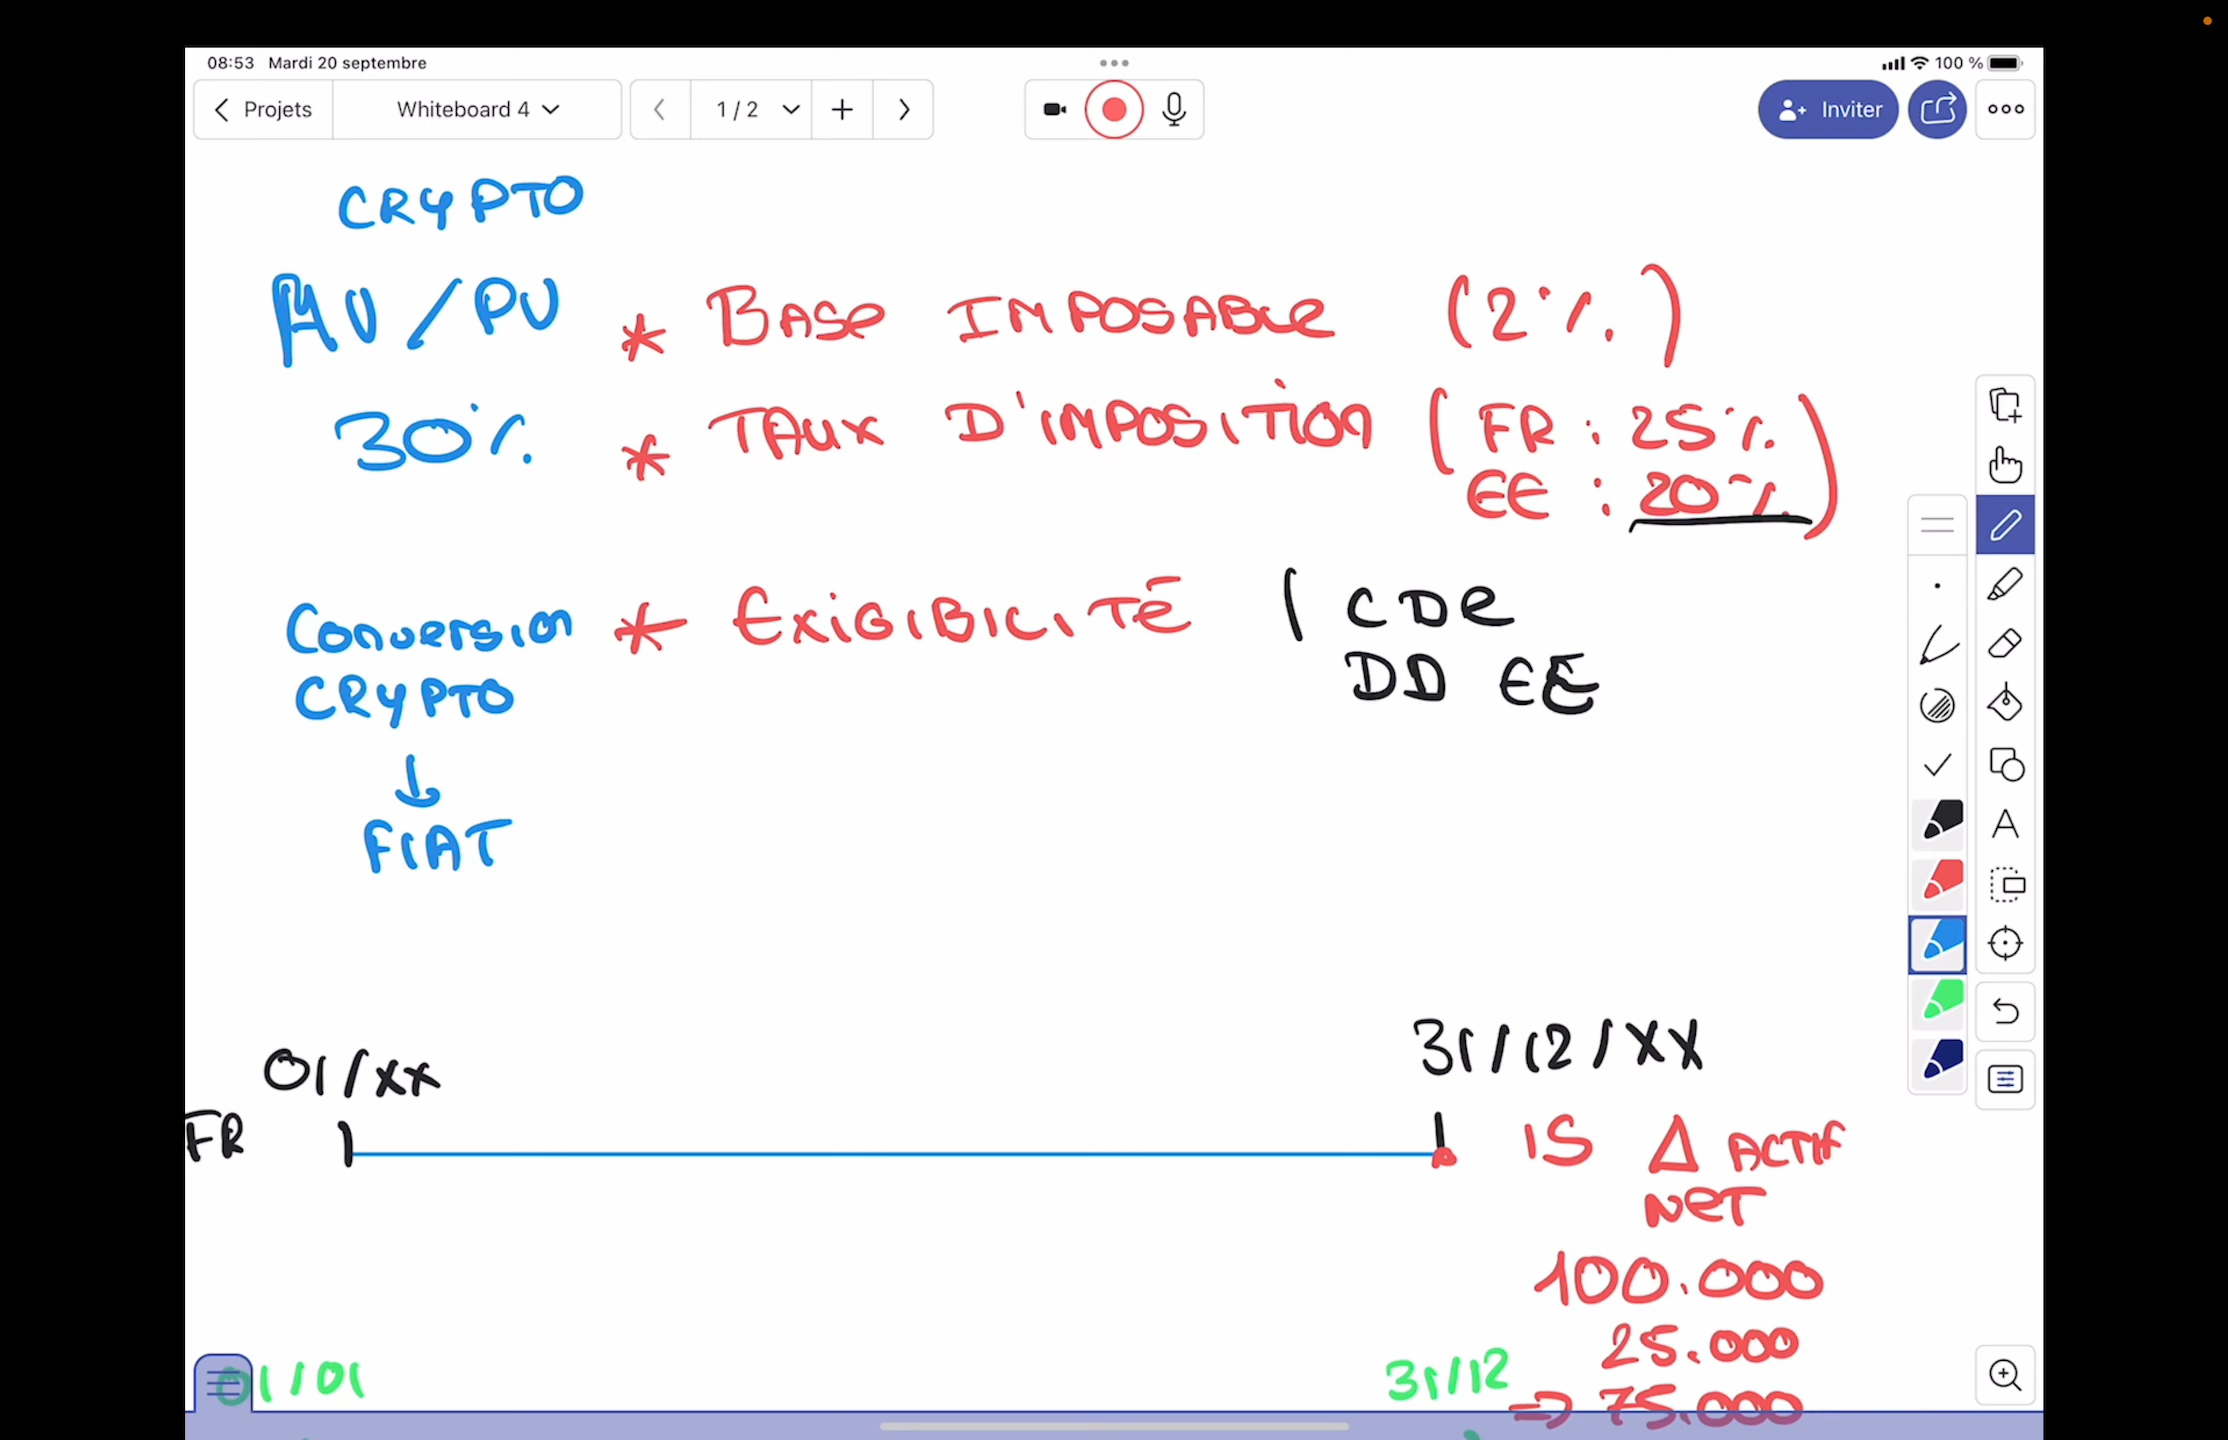 08:53 Mardi 20 septembre
100 %
Projets
Whiteboard 4
1 / 2
Inviter
CRYPTO
MV / PV * BASE IMPOSABLE (2%)
30% * TAUX D'IMPOSITION ( FR : 25%
EE : 20% )
Conversion * EXIGIBILITÉ | CDR
CRYPTO DD EE
↓
FIAT
01/XX
31/12/XX
FR
IS Δ ACTIF
NET
100.000
25.000
01/01
31/12
=> 75.000